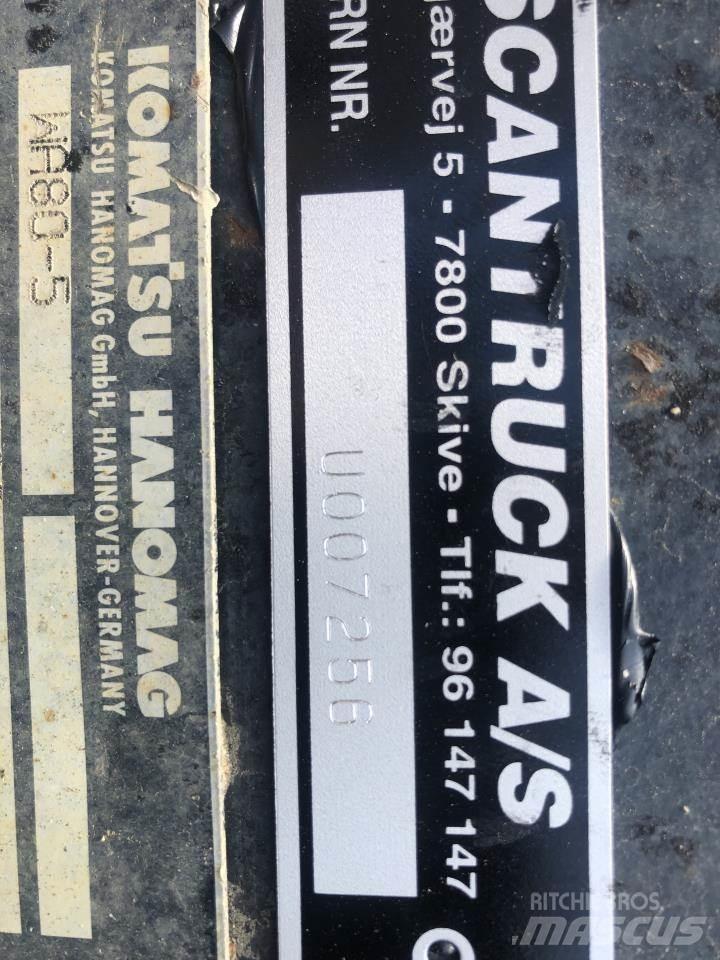 SCANTRUCK A/S
gærvej 5 - 7800 Skive - Tlf.: 96 147 147
RN NR.
U007256
KOMATSU HANOMAG
KOMATSU HANOMAG GmbH, HANNOVER-GERMANY
WA80-5
RITCHIE BROS.
MASCUS